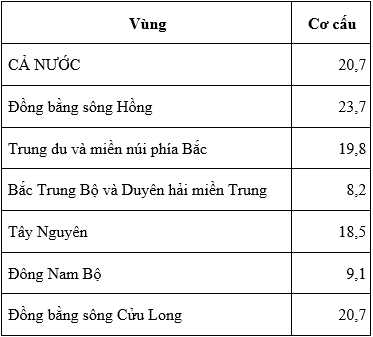 Vùng Cơ cấu
CẢ NƯỚC 20,7
Đồng bằng sông Hồng 23,7
Trung du và miền núi phía Bắc 19,8
Bắc Trung Bộ và Duyên hải miền Trung 8,2
Tây Nguyên 18,5
Đông Nam Bộ 9,1
Đồng bằng sông Cửu Long 20,7